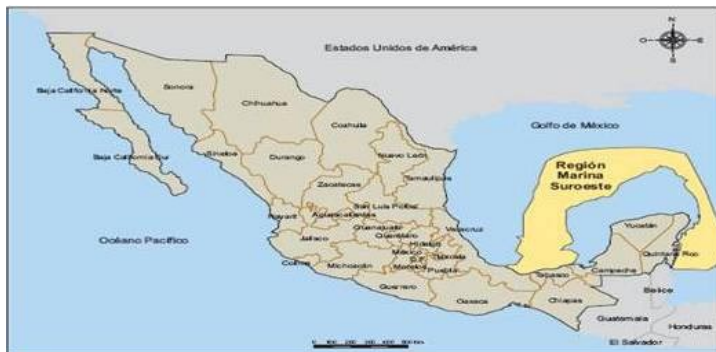 N
O
E
S
Estados Unidos de América
Baja California Norte
Sonora
Chihuahua
Coahuila
Golfo de México
Baja California Sur
Sinaloa
Durango
Nuevo León
Región
Marina
Suroeste
Tamaulipas
Zacatecas
San Luis Potosí
Nayarit
Aguascalientes
Yucatán
Guanajuato
Veracruz
Océano Pacífico
Jalisco
Querétaro
Hidalgo
Quintana Roo
México
Tlaxcala
Colima
Michoacán
D.F.
Morelos
Puebla
Tabasco
Campeche
Guerrero
Oaxaca
Chiapas
Belice
Guatemala
Honduras
El Salvador